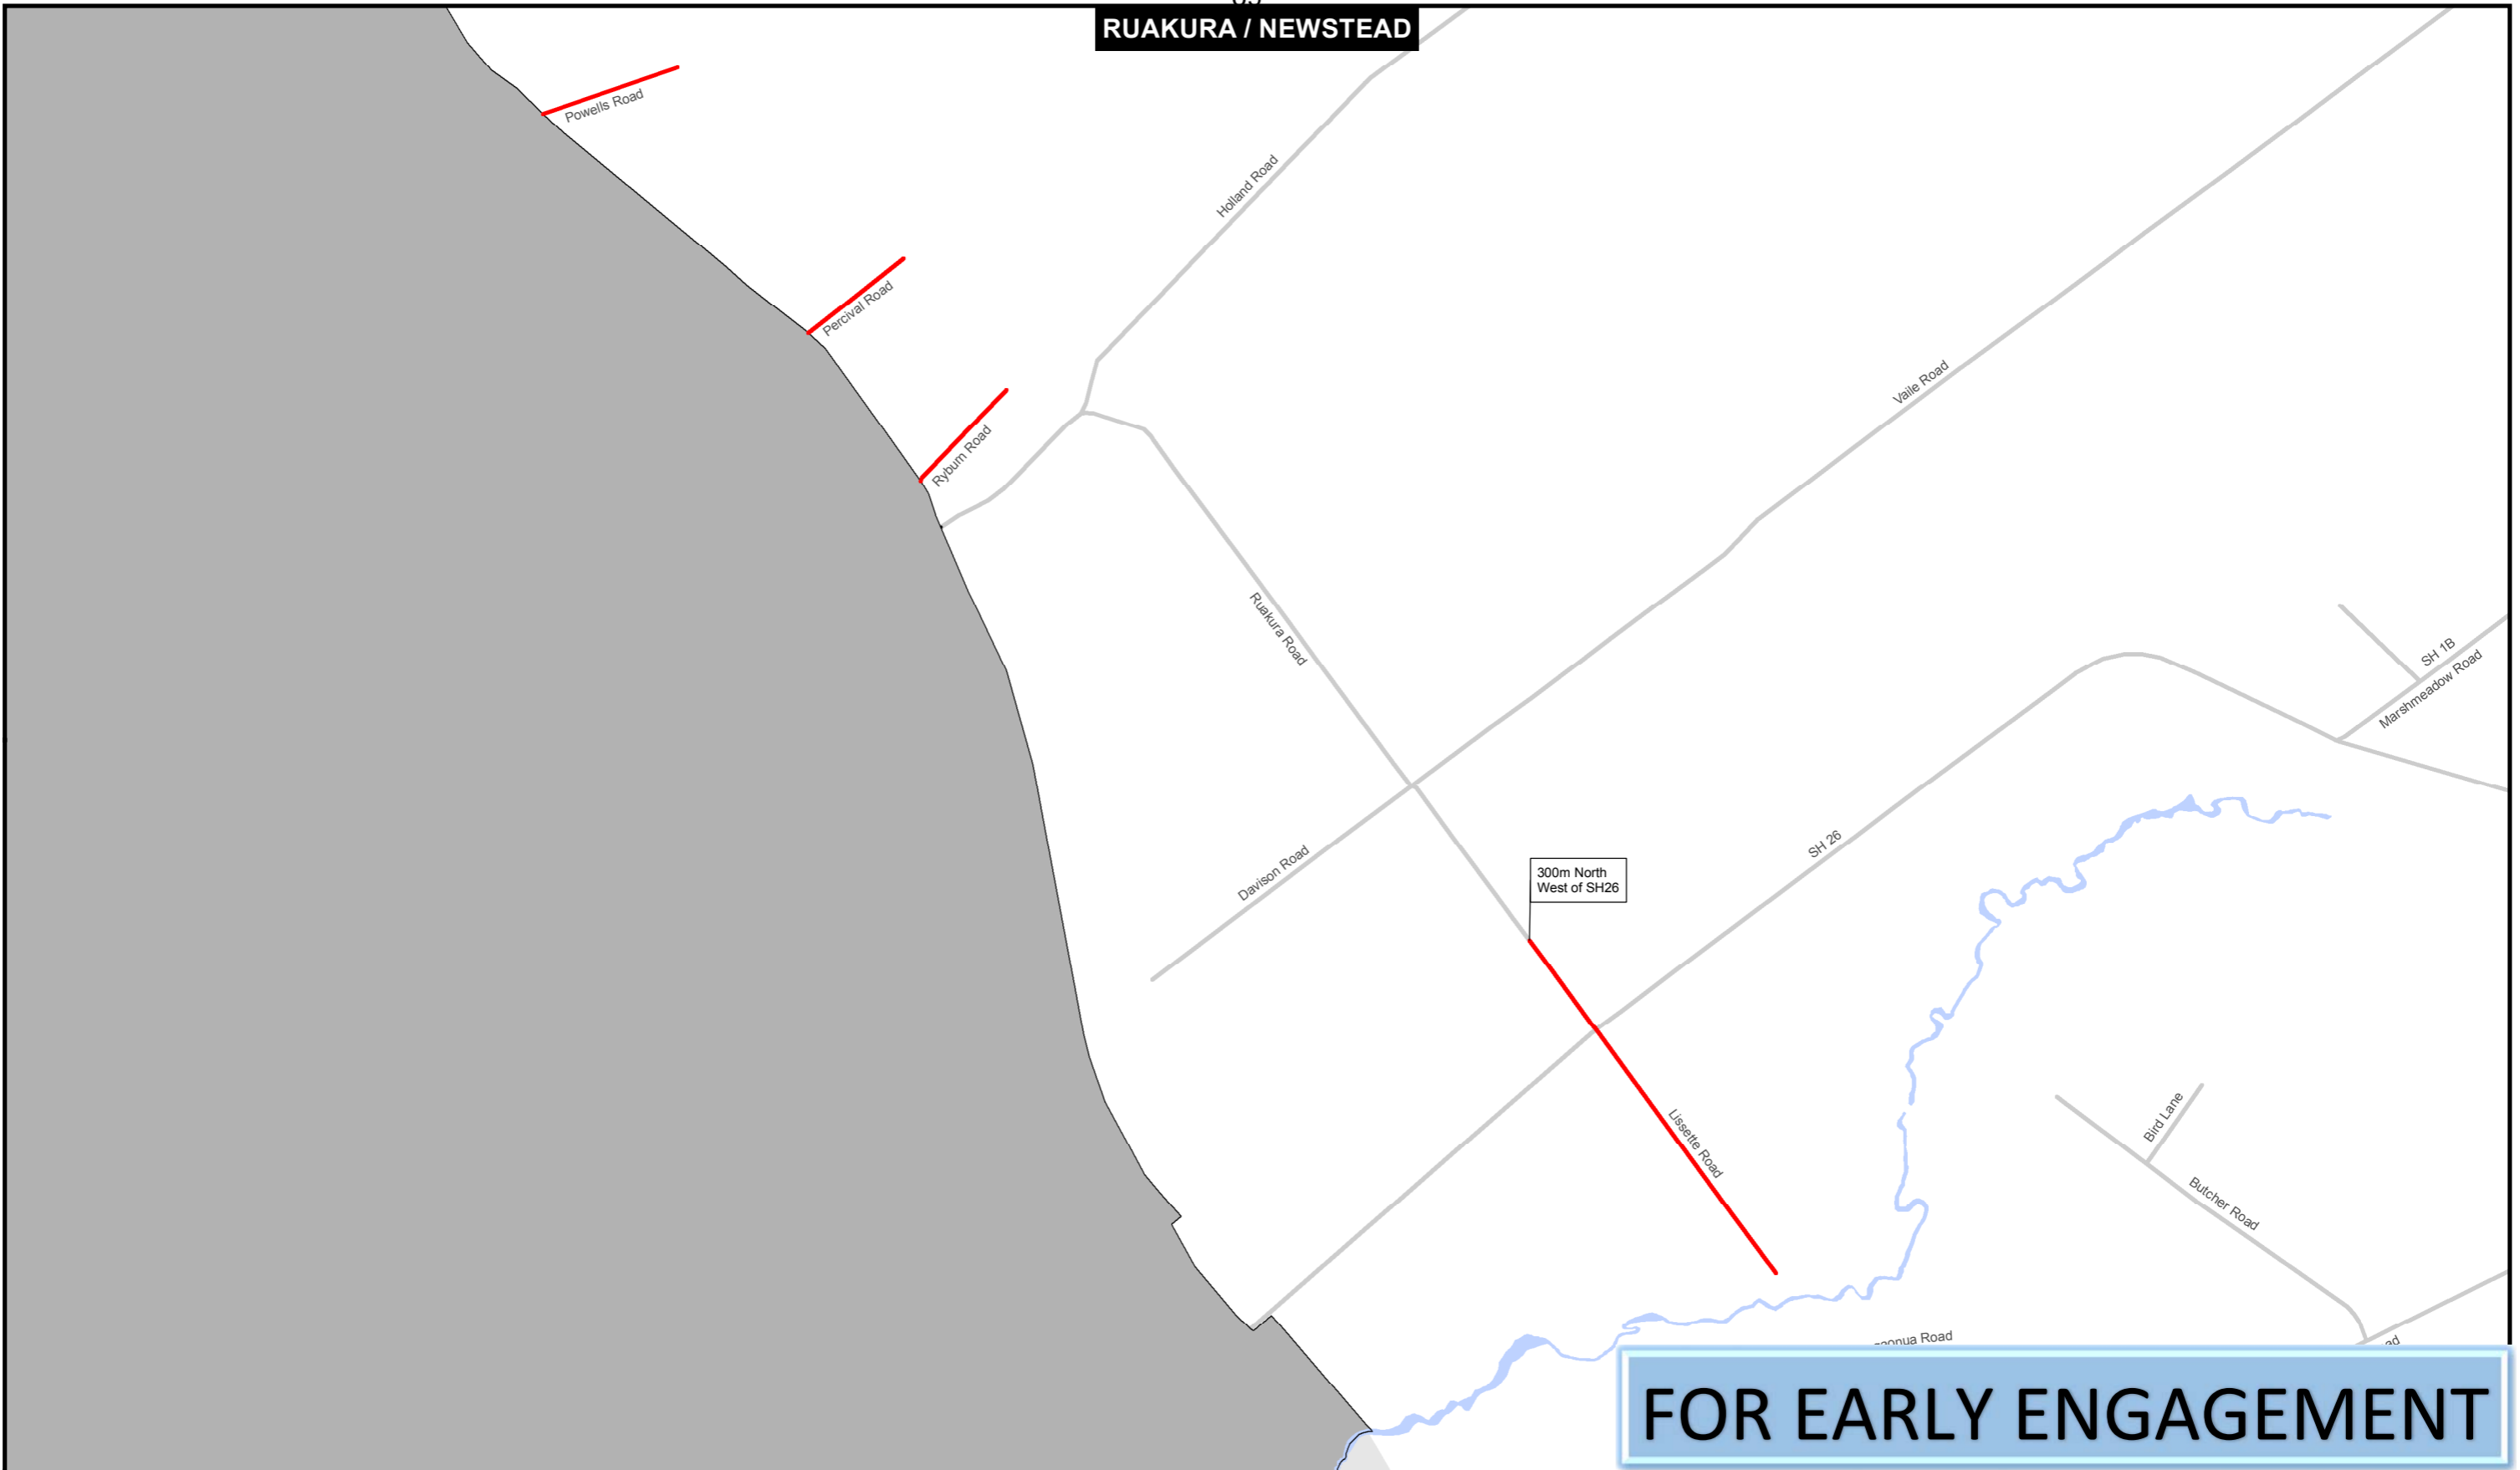 RUAKURA / NEWSTEAD
Powells Road
Holland Road
Percival Road
Vaile Road
Ryburn Road
Ruakura Road
SH 1B
Marshmeadow Road
SH 26
Davison Road
300m North
West of SH26
Lissette Road
Bird Lane
Butcher Road
Road
FOR EARLY ENGAGEMENT